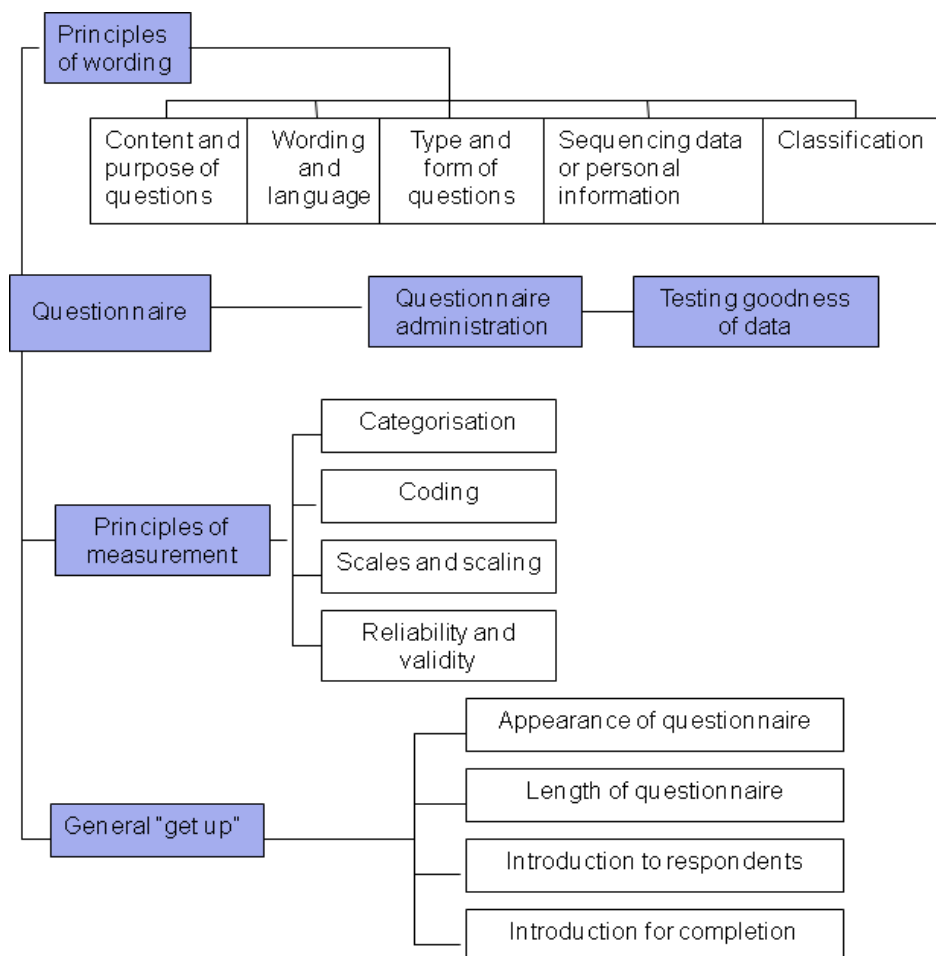 Principles
of wording
Content and
purpose of
questions
Wording
and
language
Type and
form of
questions
Sequencing data
or personal
information
Classification
Questionnaire
Questionnaire
administration
Testing goodness
of data
Categorisation
Coding
Principles of
measurement
Scales and scaling
Reliability and
validity
Appearance of questionnaire
Length of questionnaire
General "get up"
Introduction to respondents
Introduction for completion